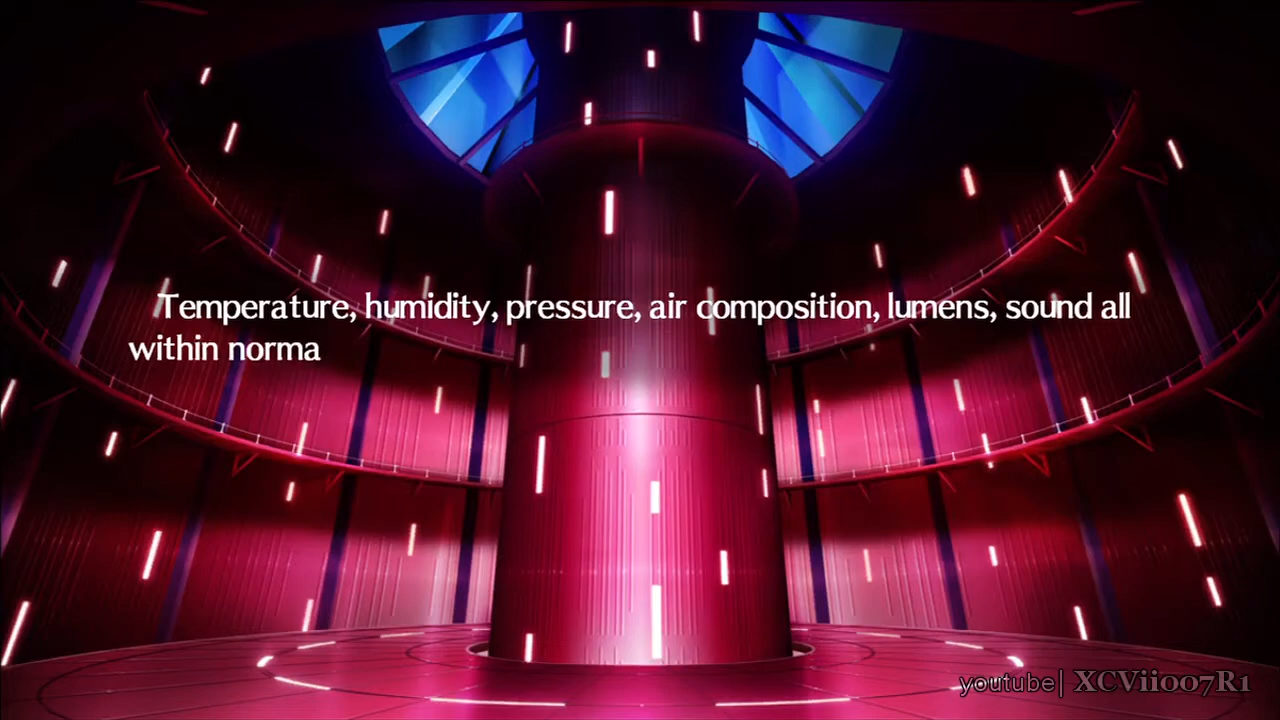 Temperature, humidity, pressure, air composition, lumens, sound all
within norma
youtube| XCVii007R1